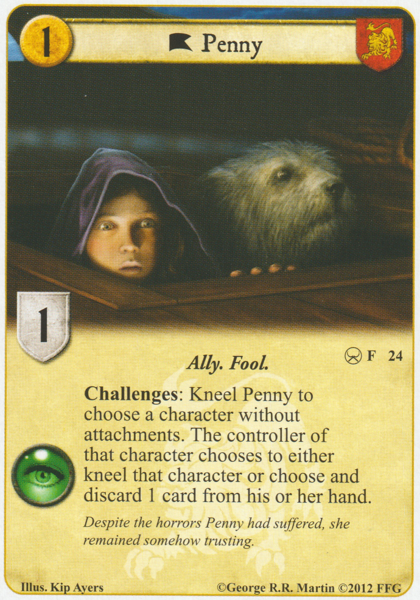 1 Penny
1
Ally. Fool.
F 24
Challenges: Kneel Penny to
choose a character without
attachments. The controller of
that character chooses to either
kneel that character or choose and
discard 1 card from his or her hand.
Despite the horrors Penny had suffered, she
remained somehow trusting.
Illus. Kip Ayers ©George R.R. Martin ©2012 FFG